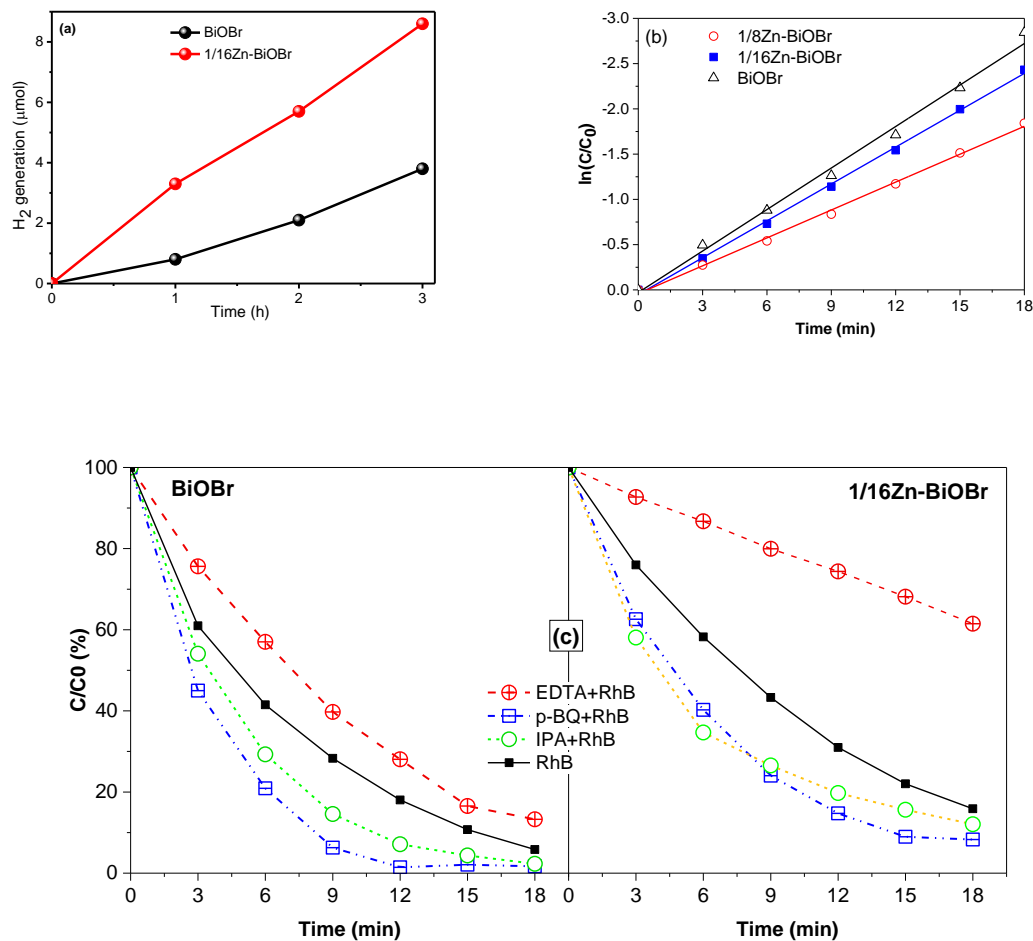 (a)
BiOBr
1/16Zn-BiOBr
8
6
4
2
0
H2 generation (μmol)
0 1 2 3
Time (h)
(b)
1/8Zn-BiOBr
1/16Zn-BiOBr
BiOBr
-3.0
-2.5
-2.0
-1.5
-1.0
-0.5
0.0
ln(C/C0)
0 3 6 9 12 15 18
Time (min)
BiOBr
1/16Zn-BiOBr
100
80
60
40
20
0
C/C0 (%)
(c)
EDTA+RhB
p-BQ+RhB
IPA+RhB
RhB
0 3 6 9 12 15 18
0 3 6 9 12 15 18
Time (min)
Time (min)